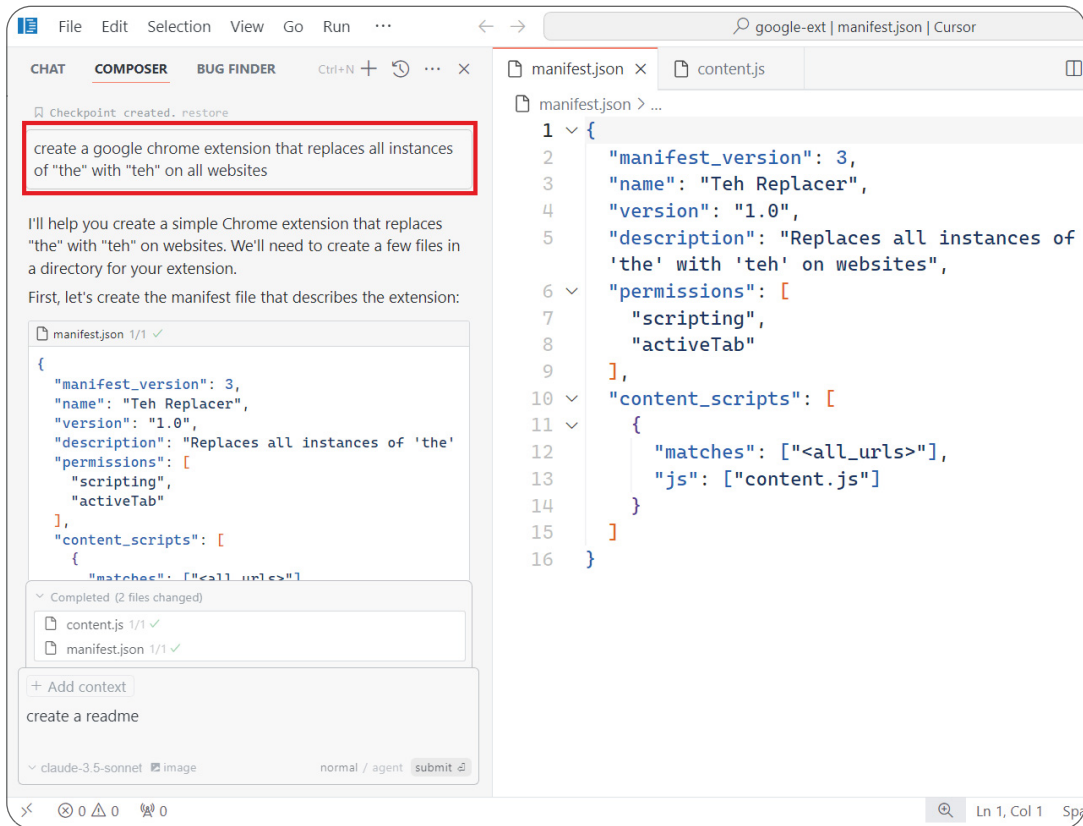 File Edit Selection View Go Run ···
google-ext | manifest.json | Cursor
CHAT COMPOSER BUG FINDER Ctrl+N
Checkpoint created. restore
create a google chrome extension that replaces all instances
of "the" with "teh" on all websites
I'll help you create a simple Chrome extension that replaces
"the" with "teh" on websites. We'll need to create a few files in
a directory for your extension.
First, let's create the manifest file that describes the extension:
manifest.json 1/1
{
"manifest_version": 3,
"name": "Teh Replacer",
"version": "1.0",
"description": "Replaces all instances of 'the'
"permissions": [
"scripting",
"activeTab"
],
"content_scripts": [
{
"matches": ["<all_urls>"]
Completed (2 files changed)
content.js 1/1
manifest.json 1/1
+ Add context
create a readme
claude-3.5-sonnet image normal / agent submit
manifest.json content.js
manifest.json > ...
1 {
2 "manifest_version": 3,
3 "name": "Teh Replacer",
4 "version": "1.0",
5 "description": "Replaces all instances of
'the' with 'teh' on websites",
6 "permissions": [
7 "scripting",
8 "activeTab"
9 ],
10 "content_scripts": [
11 {
12 "matches": ["<all_urls>"],
13 "js": ["content.js"]
14 }
15 ]
16 }
0 0 0
Ln 1, Col 1 Spa